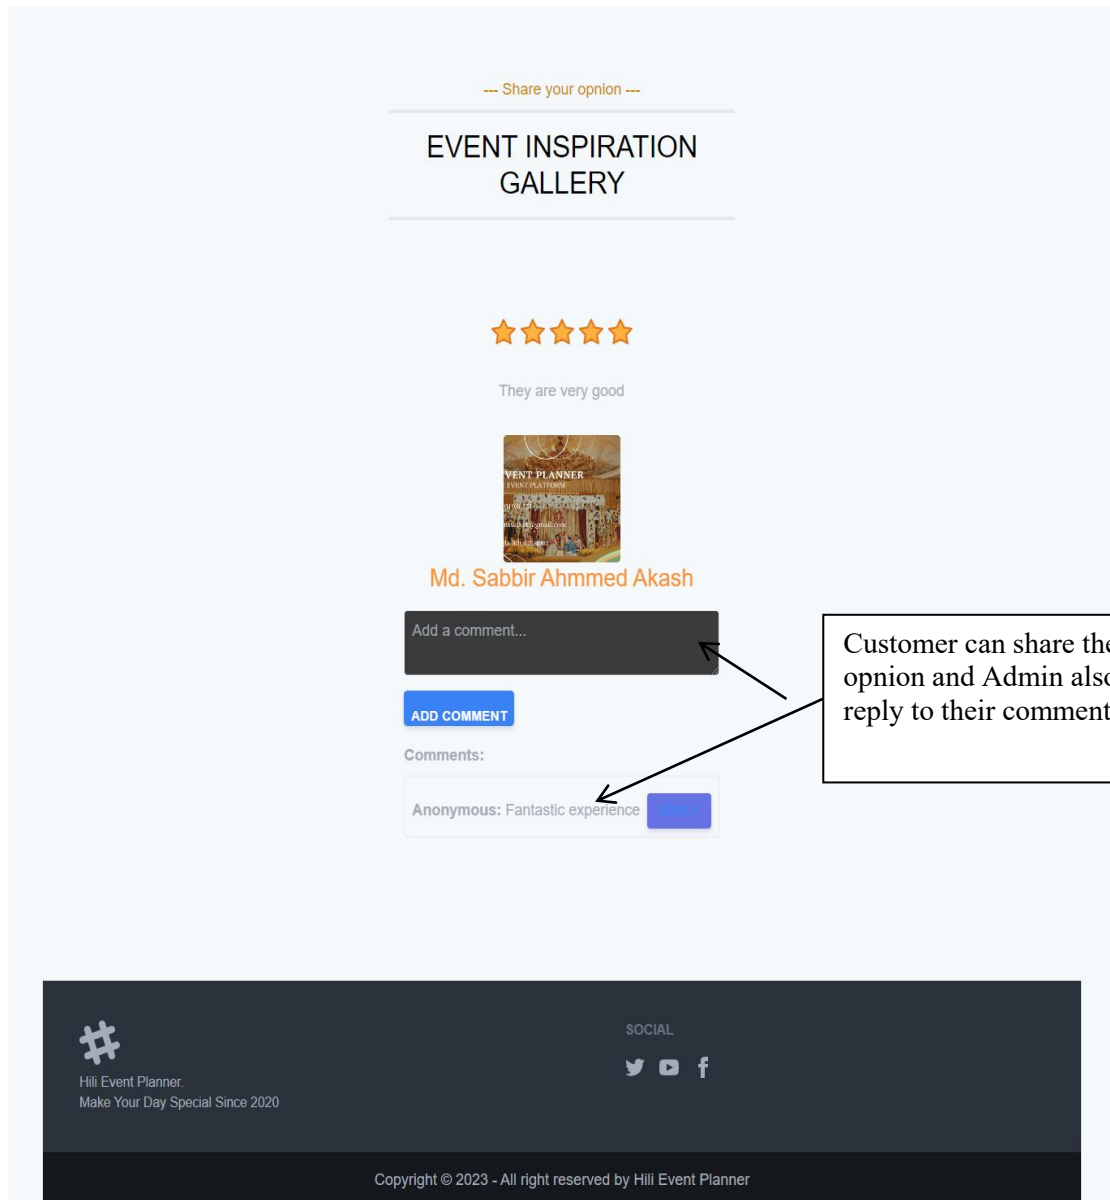 --- Share your opnion ---
EVENT INSPIRATION
GALLERY
They are very good
VENT PLANNER
EVENT PLATFORM
Md. Sabbir Ahmmed Akash
Add a comment...
Customer can share the
opnion and Admin also
reply to their comment
ADD COMMENT
Comments:
Anonymous: Fantastic experience
SOCIAL
Hili Event Planner.
Make Your Day Special Since 2020
Copyright © 2023 - All right reserved by Hili Event Planner